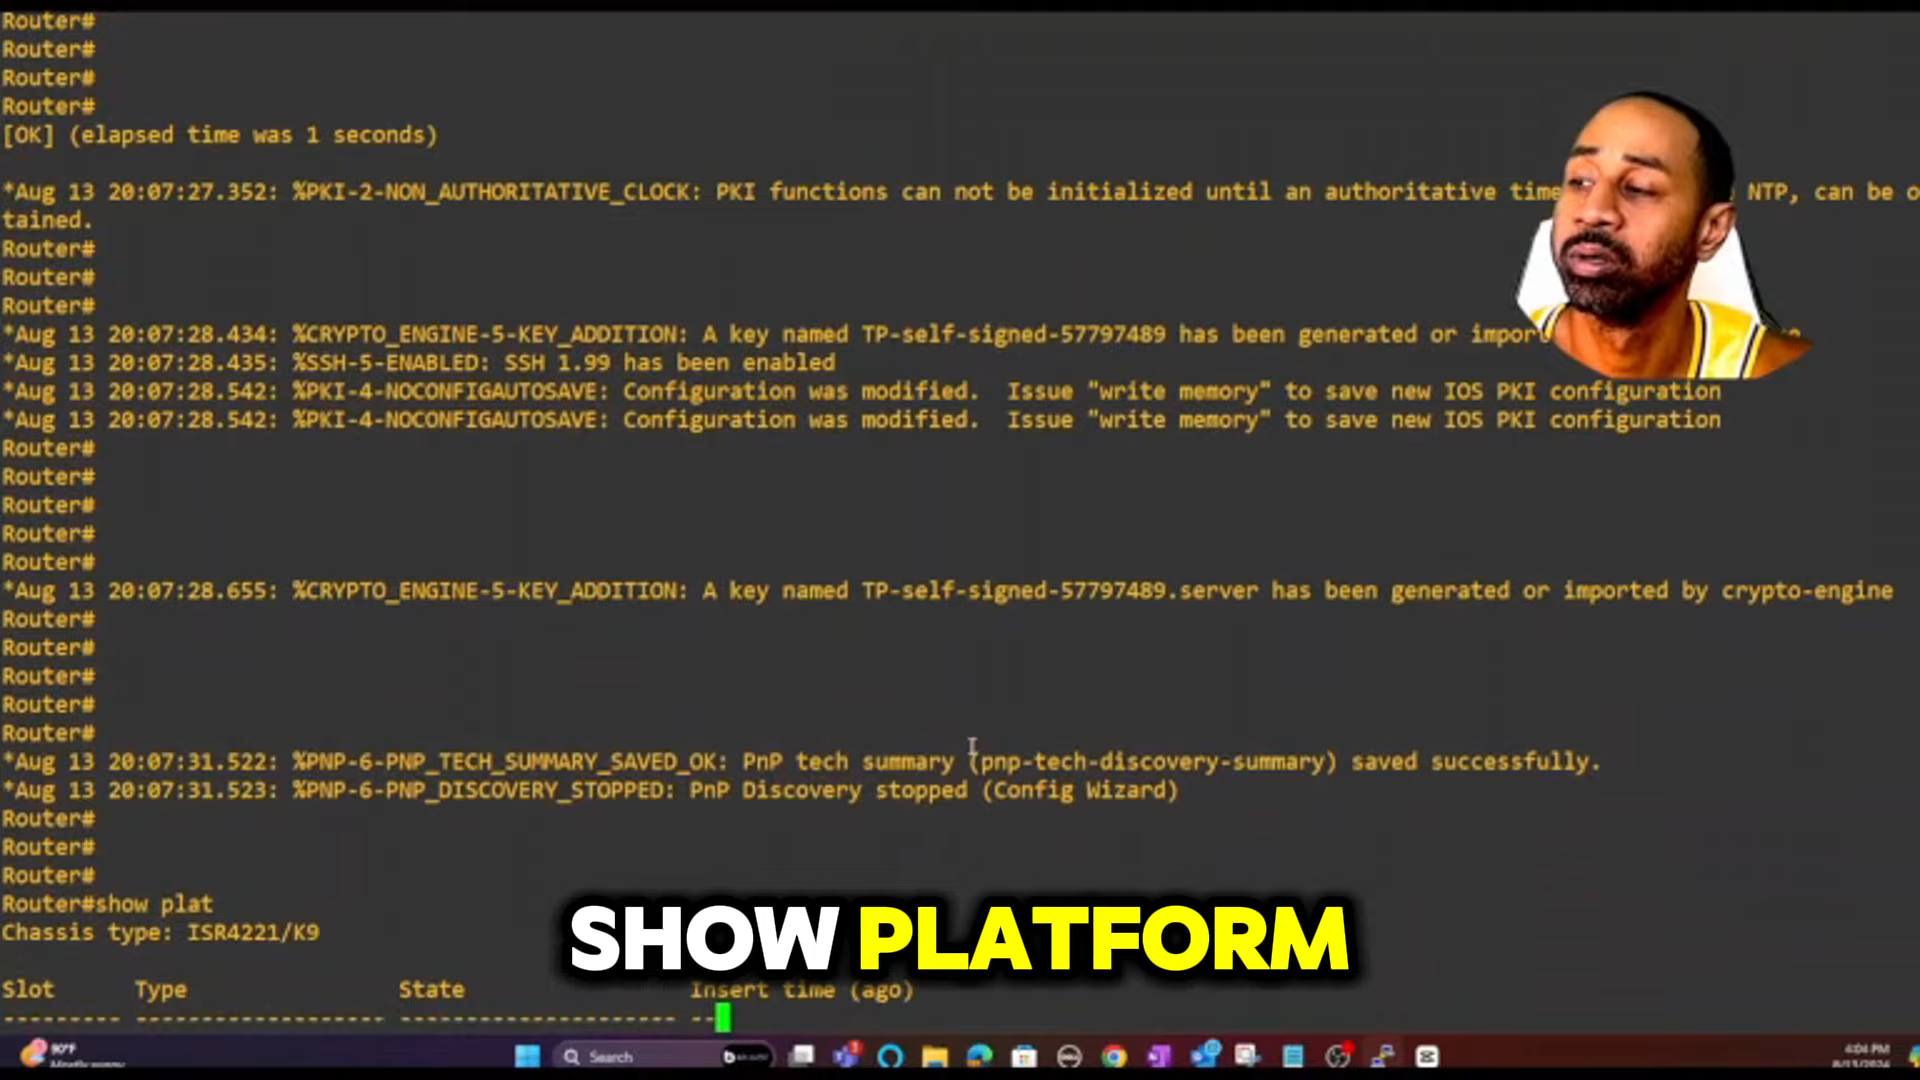 Router#
Router#
Router#
Router#
[OK] (elapsed time was 1 seconds)
*Aug 13 20:07:27.352: %PKI-2-NON_AUTHORITATIVE_CLOCK: PKI functions can not be initialized until an authoritative time NTP, can be o
tained.
Router#
Router#
Router#
*Aug 13 20:07:28.434: %CRYPTO_ENGINE-5-KEY_ADDITION: A key named TP-self-signed-57797489 has been generated or import
*Aug 13 20:07:28.435: %SSH-5-ENABLED: SSH 1.99 has been enabled
*Aug 13 20:07:28.542: %PKI-4-NOCONFIGAUTOSAVE: Configuration was modified.  Issue "write memory" to save new IOS PKI configuration
*Aug 13 20:07:28.542: %PKI-4-NOCONFIGAUTOSAVE: Configuration was modified.  Issue "write memory" to save new IOS PKI configuration
Router#
Router#
Router#
Router#
Router#
*Aug 13 20:07:28.655: %CRYPTO_ENGINE-5-KEY_ADDITION: A key named TP-self-signed-57797489.server has been generated or imported by crypto-engine
Router#
Router#
Router#
Router#
Router#
*Aug 13 20:07:31.522: %PNP-6-PNP_TECH_SUMMARY_SAVED_OK: PnP tech summary (pnp-tech-discovery-summary) saved successfully.
*Aug 13 20:07:31.523: %PNP-6-PNP_DISCOVERY_STOPPED: PnP Discovery stopped (Config Wizard)
Router#
Router#
Router#
Router#show plat
Chassis type: ISR4221/K9
SHOW PLATFORM
Slot Type State Insert time (ago)
--------- ------------------- --------------------- --
90°F
Search
4:04 PM